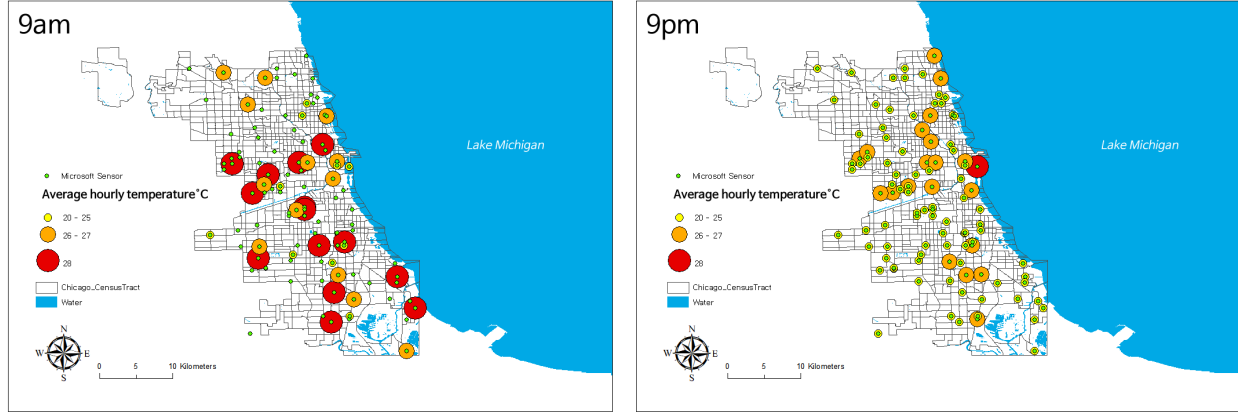 9am
Lake Michigan
Microsoft Sensor
Average hourly temperature°C
20 - 25
26 - 27
28
Chicago_CensusTract
Water
N
W E
S
0 5 10 Kilometers
9pm
Lake Michigan
Microsoft Sensor
Average hourly temperature°C
20 - 25
26 - 27
28
Chicago_CensusTract
Water
N
W E
S
0 5 10 Kilometers